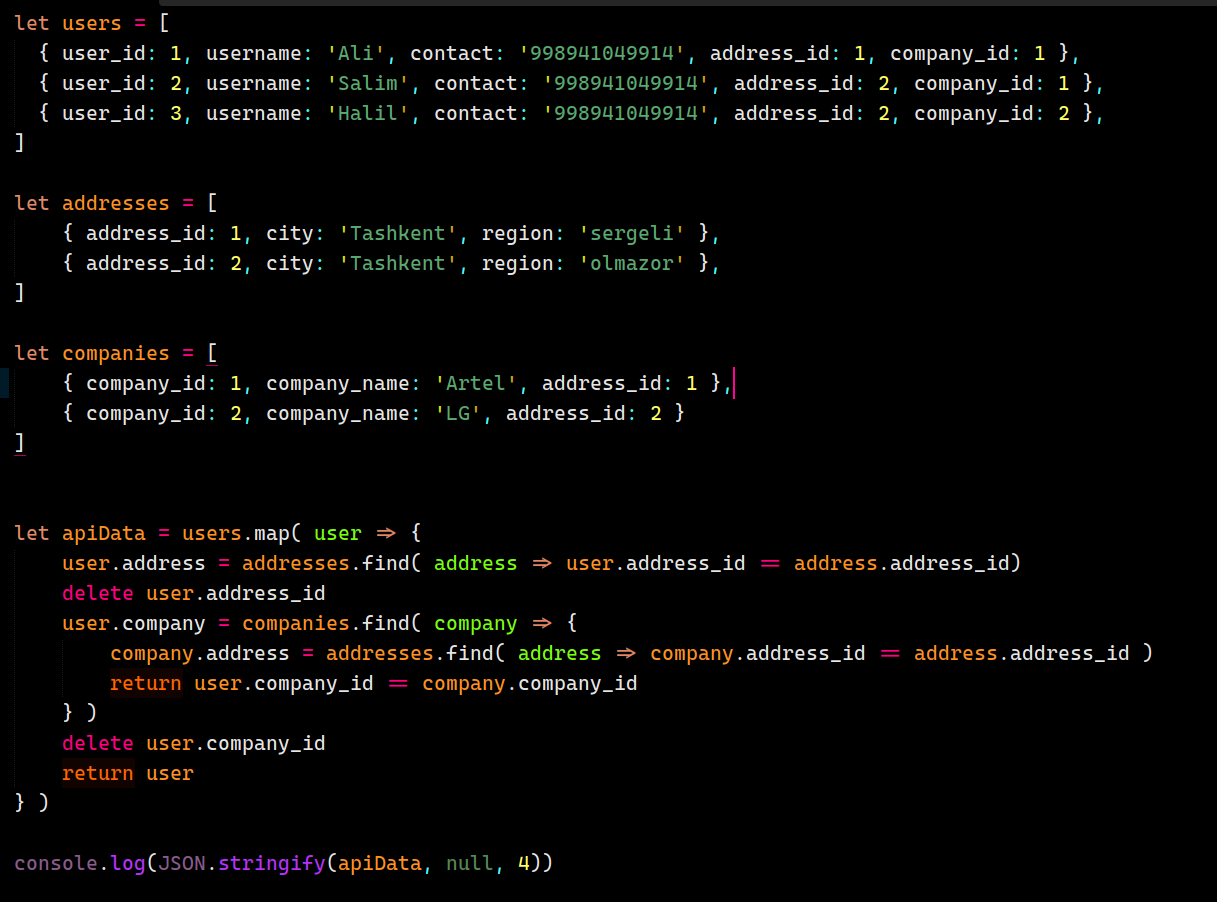 let users = [
  { user_id: 1, username: 'Ali', contact: '998941049914', address_id: 1, company_id: 1 },
  { user_id: 2, username: 'Salim', contact: '998941049914', address_id: 2, company_id: 1 },
  { user_id: 3, username: 'Halil', contact: '998941049914', address_id: 2, company_id: 2 },
]
let addresses = [
    { address_id: 1, city: 'Tashkent', region: 'sergeli' },
    { address_id: 2, city: 'Tashkent', region: 'olmazor' },
]
let companies = [
    { company_id: 1, company_name: 'Artel', address_id: 1 },
    { company_id: 2, company_name: 'LG', address_id: 2 }
]
let apiData = users.map( user => {
    user.address = addresses.find( address => user.address_id == address.address_id)
    delete user.address_id
    user.company = companies.find( company => {
        company.address = addresses.find( address => company.address_id == address.address_id )
        return user.company_id == company.company_id
    } )
    delete user.company_id
    return user
} )
console.log(JSON.stringify(apiData, null, 4))